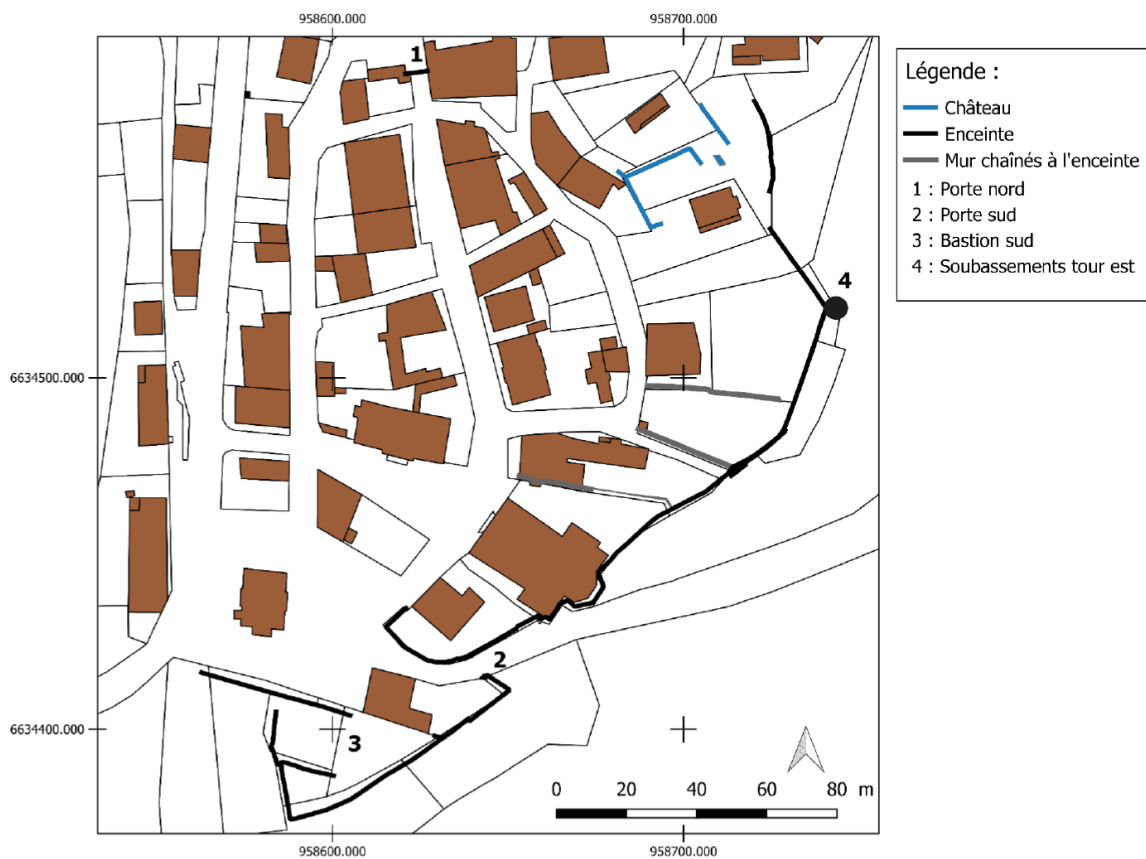 958600.000
958700.000
1
4
6634500.000
2
6634400.000
3
0 20 40 60 80 m
958600.000
958700.000
Légende :
Château
Enceinte
Mur chaînés à l'enceinte
1 : Porte nord
2 : Porte sud
3 : Bastion sud
4 : Soubassements tour est